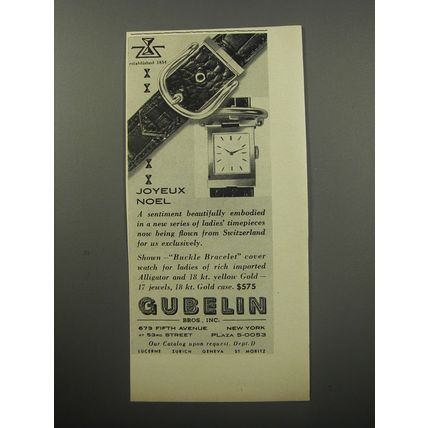 established 1854
JOYEUX
NOEL
A sentiment beautifully embodied
in a new series of ladies' timepieces
now being flown from Switzerland
for us exclusively.
Shown — "Buckle Bracelet" cover
watch for ladies of rich imported
Alligator and 18 kt. yellow Gold —
17 jewels, 18 kt. Gold case. $575
GUBELIN
BROS., INC.
679 FIFTH AVENUE NEW YORK
AT 53RD STREET PLAZA 5-0053
Our Catalog upon request. Dept. D
LUCERNE ZURICH GENEVA ST MORITZ